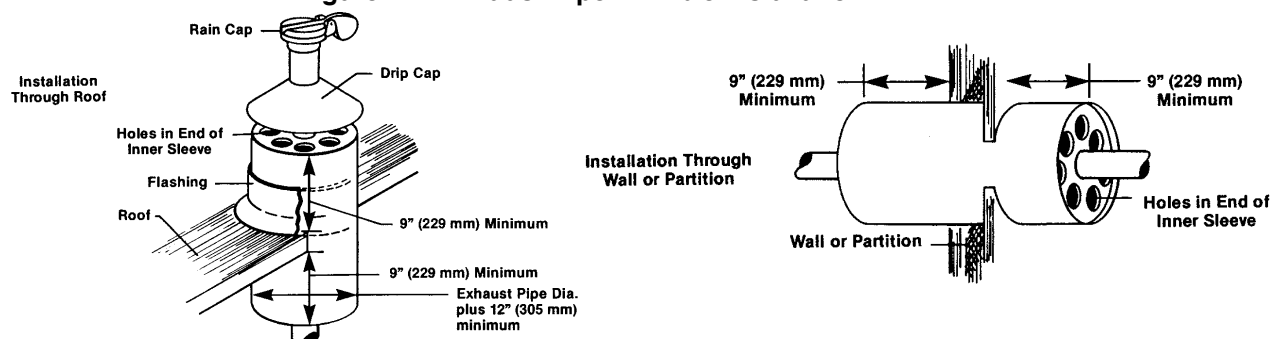 Rain Cap
Installation
Through Roof
Drip Cap
Holes in End of
Inner Sleeve
Flashing
Roof
9" (229 mm) Minimum
9" (229 mm) Minimum
Exhaust Pipe Dia.
plus 12" (305 mm)
minimum
9" (229 mm)
Minimum
9" (229 mm)
Minimum
Installation Through
Wall or Partition
Holes in End of
Inner Sleeve
Wall or Partition